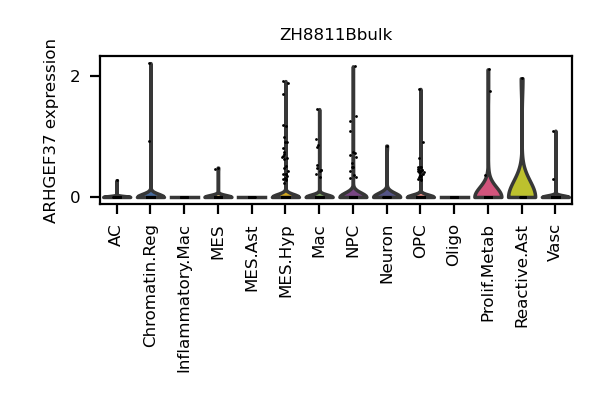 ZH8811Bbulk
ARHGEF37 expression
2
0
AC
Chromatin.Reg
Inflammatory.Mac
MES
MES.Ast
MES.Hyp
Mac
NPC
Neuron
OPC
Oligo
Prolif.Metab
Reactive.Ast
Vasc